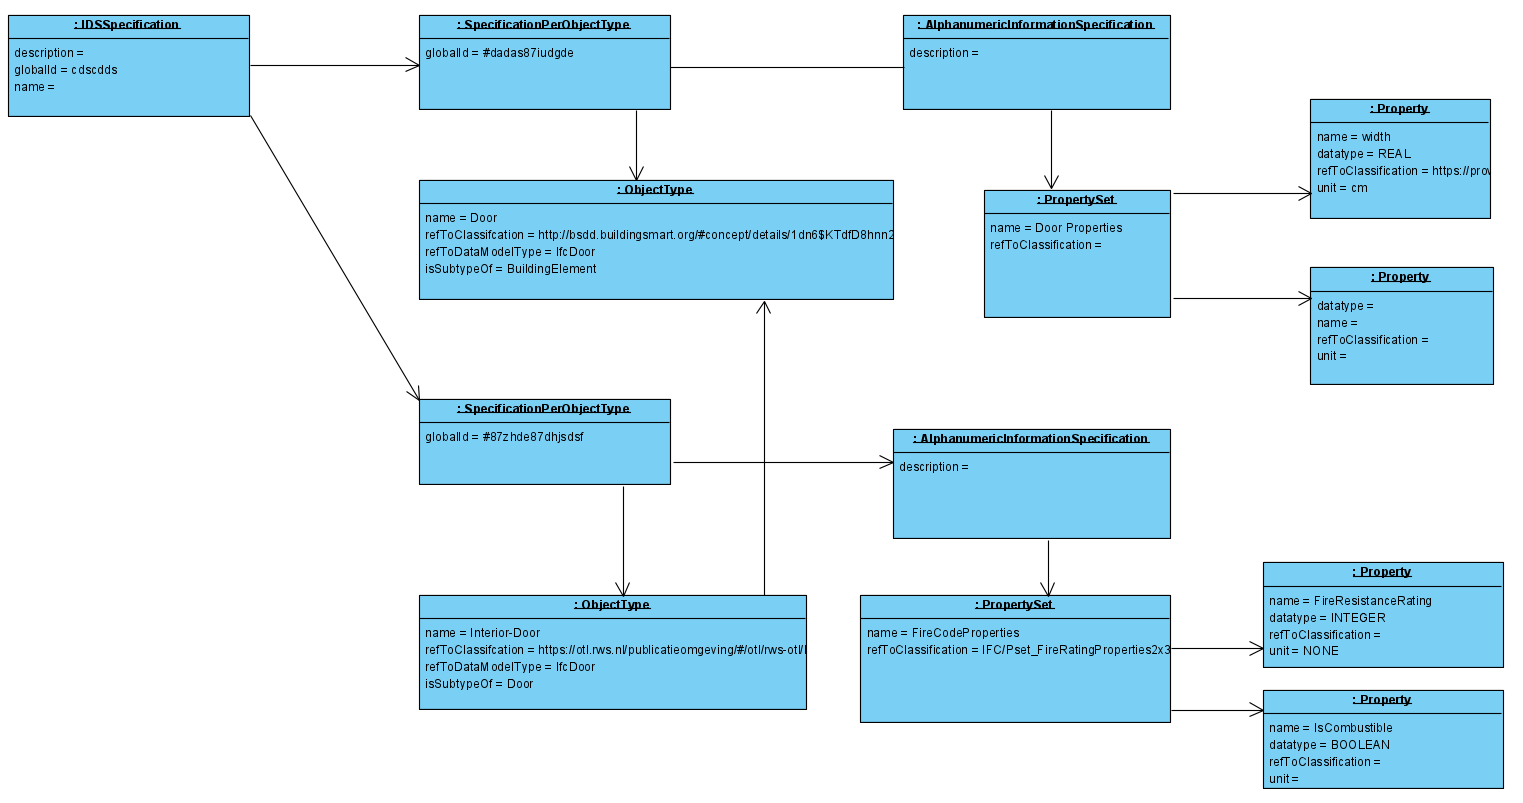 : IDSSpecification
description =
globalId = cdscdds
name =
: SpecificationPerObjectType
globalId = #dadas87iudgde
: AlphanumericInformationSpecification
description =
: ObjectType
name = Door
refToClassifcation = http://bsdd.buildingsmart.org/#concept/details/1dn6$KTdfD8hnn2
refToDataModelType = IfcDoor
isSubtypeOf = BuildingElement
: PropertySet
name = Door Properties
refToClassification =
: Property
name = width
datatype = REAL
refToClassification = https://prov
unit = cm
: Property
datatype =
name =
refToClassification =
unit =
: SpecificationPerObjectType
globalId = #87zhde87dhjsdsf
: AlphanumericInformationSpecification
description =
: ObjectType
name = Interior-Door
refToClassifcation = https://otl.rws.nl/publicatieomgeving/#/otl/rws-otl/
refToDataModelType = IfcDoor
isSubtypeOf = Door
: PropertySet
name = FireCodeProperties
refToClassification = IFC/Pset_FireRatingProperties2x3
: Property
name = FireResistanceRating
datatype = INTEGER
refToClassification =
unit = NONE
: Property
name = IsCombustible
datatype = BOOLEAN
refToClassification =
unit =